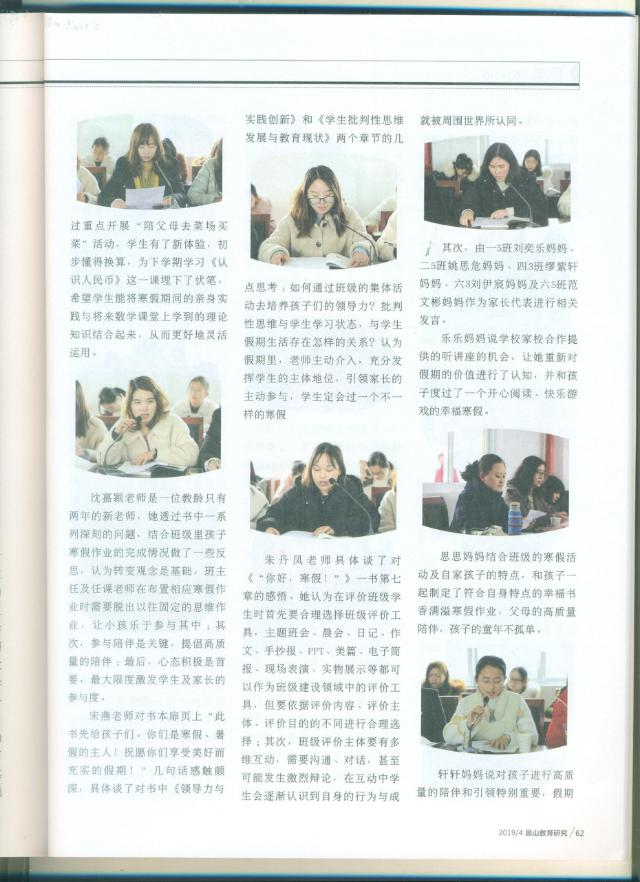 过重点开展“陪父母去菜场买
菜”活动，学生有了新体验，初
步懂得换算，为下学期学习《认
识人民币》这一课埋下了伏笔，
希望学生能将寒假期间的亲身实
践与将来数学课堂上学到的理论
知识结合起来，从而更好地灵活
运用。
沈嘉颖老师是一位教龄只有
两年的新老师，她透过书中一系
列深刻的问题，结合班级里孩子
寒假作业的完成情况做了一些反
思，认为转变观念是基础，班主
任及任课老师在布置相应寒假作
业时需要脱出以往固定的思维作
业，让小孩乐于参与其中；其
次，参与陪伴是关键，提倡高质
量的陪伴；最后，心态积极是首
要，最大限度激发学生及家长的
参与度。
宋燕老师对书本扉页上“此
书先给孩子们。你们是寒假、暑
假的主人！祝愿你们享受美好而
充实的假期！”几句话感触颇
深，具体谈了对书中《领导力与
实践创新》和《学生批判性思维
发展与教育现状》两个章节的几
点思考：如何通过班级的集体活
动去培养孩子们的领导力？批判
性思维与学生学习状态，与学生
假期生活存在怎样的关系？认为
假期里，老师主动介入，充分发
挥学生的主体地位，引领家长的
主动参与，学生定会过一个不一
样的寒假
朱丹凤老师具体谈了对
《“你好，寒假！”》一书第七
章的感悟。她认为在评价班级学
生时首先要合理选择班级评价工
具，主题班会、晨会、日记、作
文、手抄报、PPT、美篇、电子简
报、现场表演、实物展示等都可
以作为班级建设领域中的评价工
具，但要依据评价内容、评价主
体、评价目的的不同进行合理选
择；其次，班级评价主体要有多
维互动，需要沟通、对话，甚至
可能发生激烈辩论，在互动中学
生会逐渐认识到自身的行为与成
就被周围世界所认同。
其次，由一5班刘奕乐妈妈、
二5班姚思危妈妈、四3班缪紫轩
妈妈、六3刘伊宸妈妈及六5班范
文彬妈妈作为家长代表进行相关
发言。
乐乐妈妈说学校家校合作提
供的听讲座的机会，让她重新对
假期的价值进行了认知，并和孩
子度过了一个开心阅读、快乐游
戏的幸福寒假。
思思妈妈结合班级的寒假活
动及自家孩子的特点，和孩子一
起制定了符合自身特点的幸福书
香满溢寒假作业，父母的高质量
陪伴，孩子的童年不孤单。
轩轩妈妈说对孩子进行高质
量的陪伴和引领特别重要，假期
2019/4 昆山教育研究/62